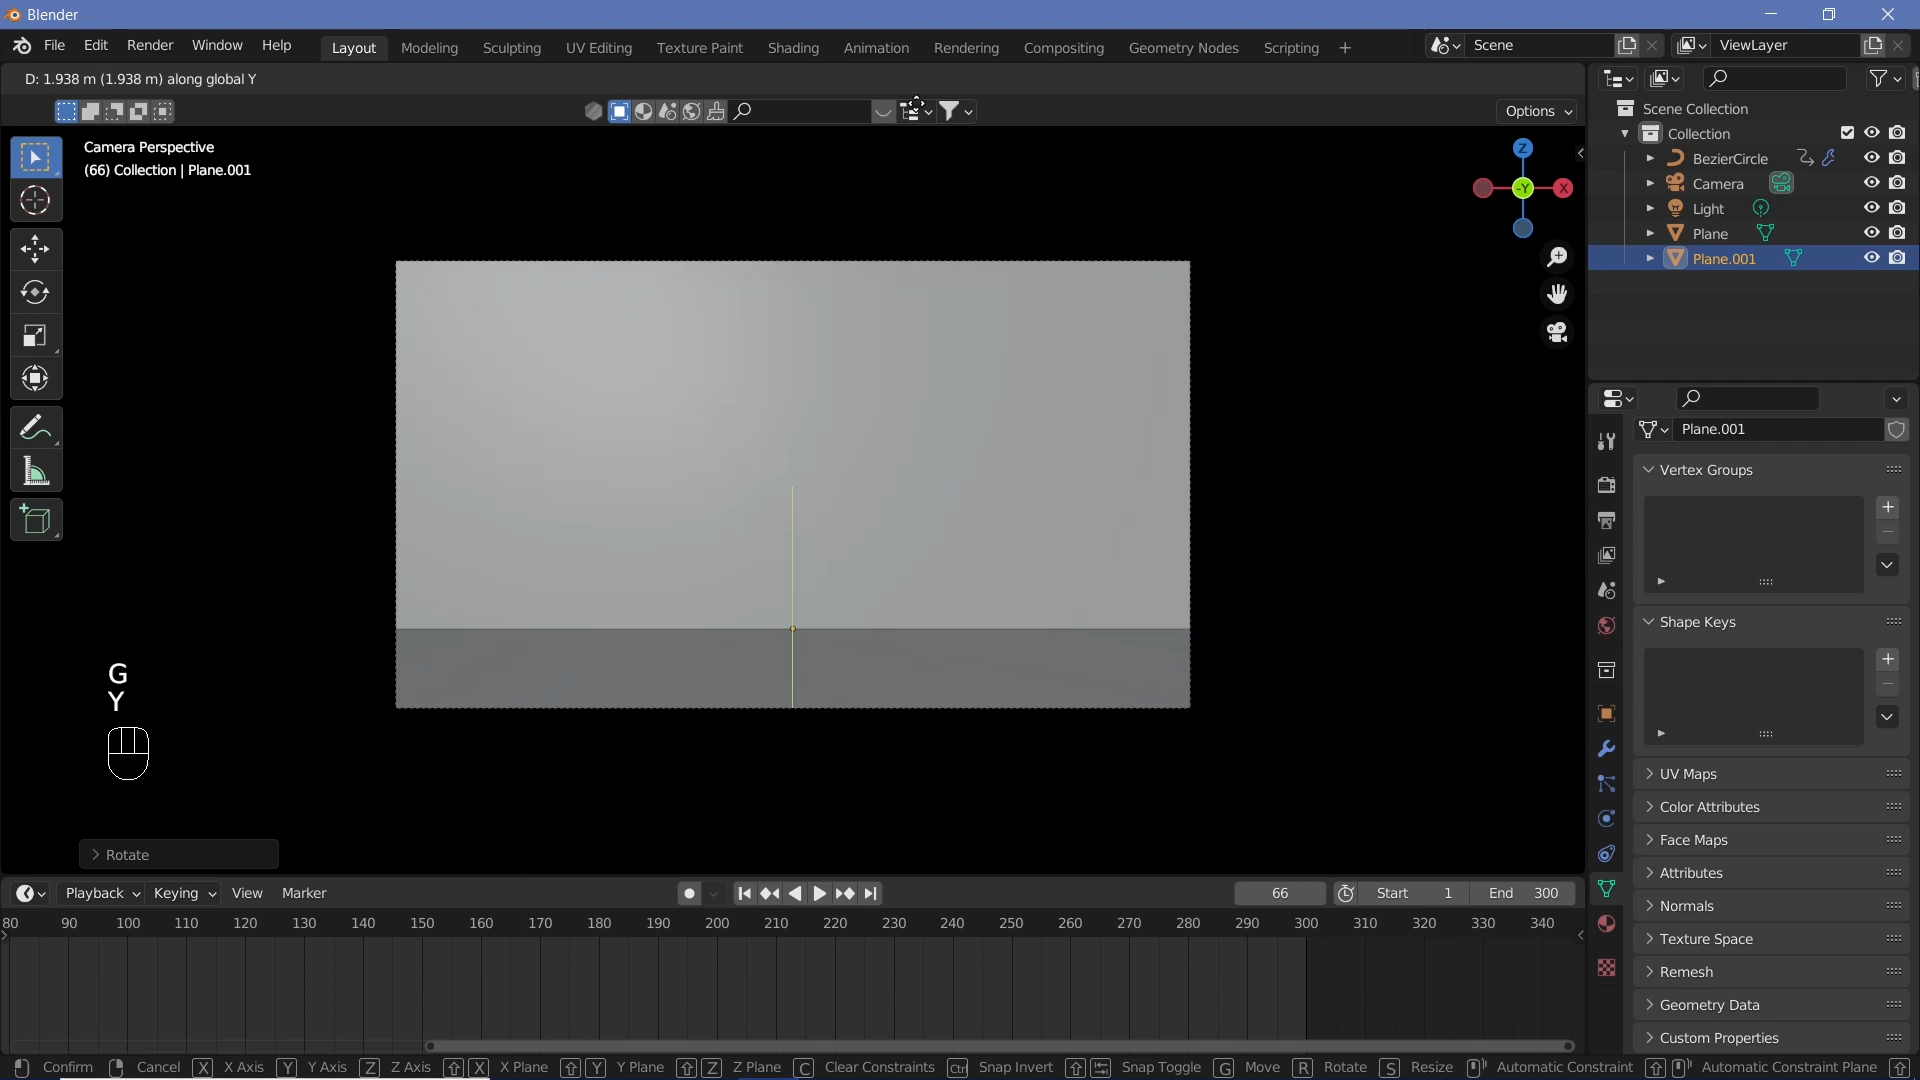 Blender
File Edit Render Window Help
Layout Modeling Sculpting UV Editing Texture Paint Shading Animation Rendering Compositing Geometry Nodes Scripting +
Scene
ViewLayer
D: 1.938 m (1.938 m) along global Y
Options
Camera Perspective
(66) Collection | Plane.001
Z
-Y
X
Scene Collection
Collection
BezierCircle
Camera
Light
Plane
Plane.001
Plane.001
Vertex Groups
Shape Keys
UV Maps
Color Attributes
Face Maps
Attributes
Normals
Texture Space
Remesh
Geometry Data
Custom Properties
G
Y
Rotate
Playback Keying View Marker
66
Start 1
End 300
80 90 100 110 120 130 140 150 160 170 180 190 200 210 220 230 240 250 260 270 280 290 300 310 320 330 340
Confirm Cancel X X Axis Y Y Axis Z Z Axis X X Plane Y Y Plane Z Z Plane C Clear Constraints Ctrl Snap Invert Snap Toggle G Move R Rotate S Resize Automatic Constraint Automatic Constraint Plane